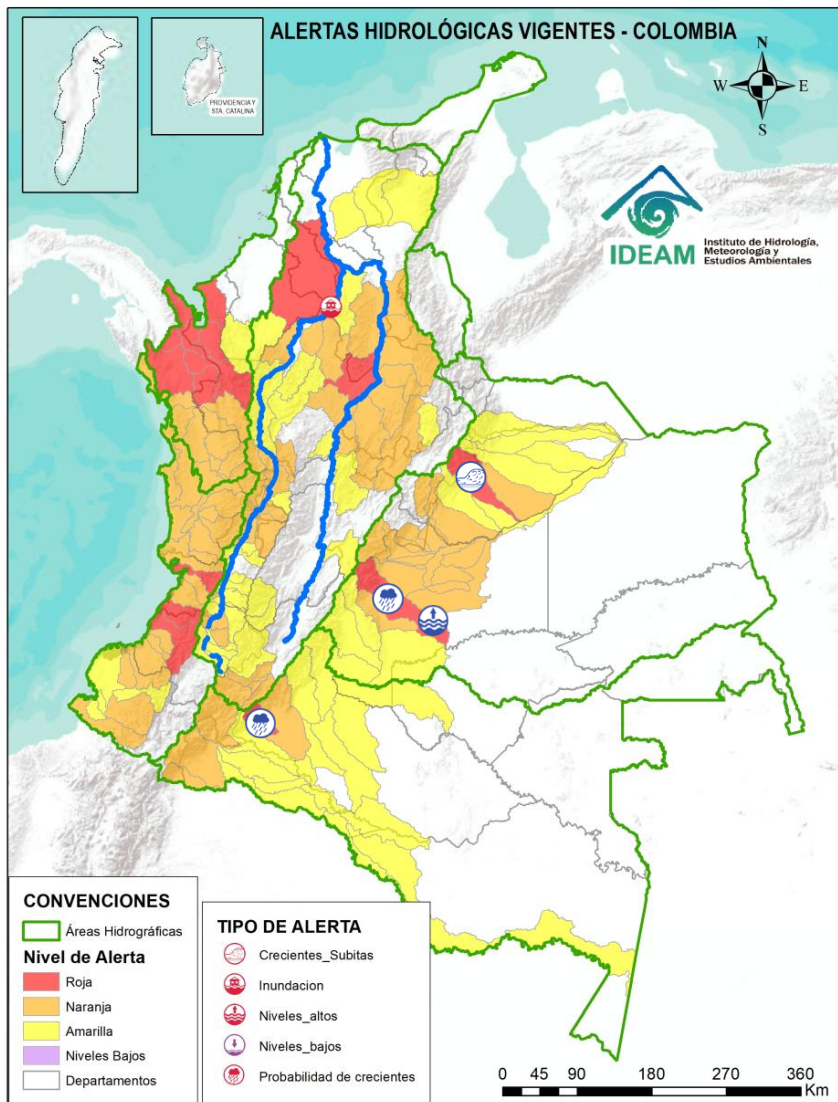 ALERTAS HIDROLÓGICAS VIGENTES - COLOMBIA
PROVIDENCIA Y
STA. CATALINA
N
W
E
S
IDEAM
Instituto de Hidrología,
Meteorología y
Estudios Ambientales
CONVENCIONES
Áreas Hidrográficas
Nivel de Alerta
Roja
Naranja
Amarilla
Niveles Bajos
Departamentos
TIPO DE ALERTA
Crecientes_Subitas
Inundacion
Niveles_altos
Niveles_bajos
Probabilidad de crecientes
0 45 90 180 270 360
Km